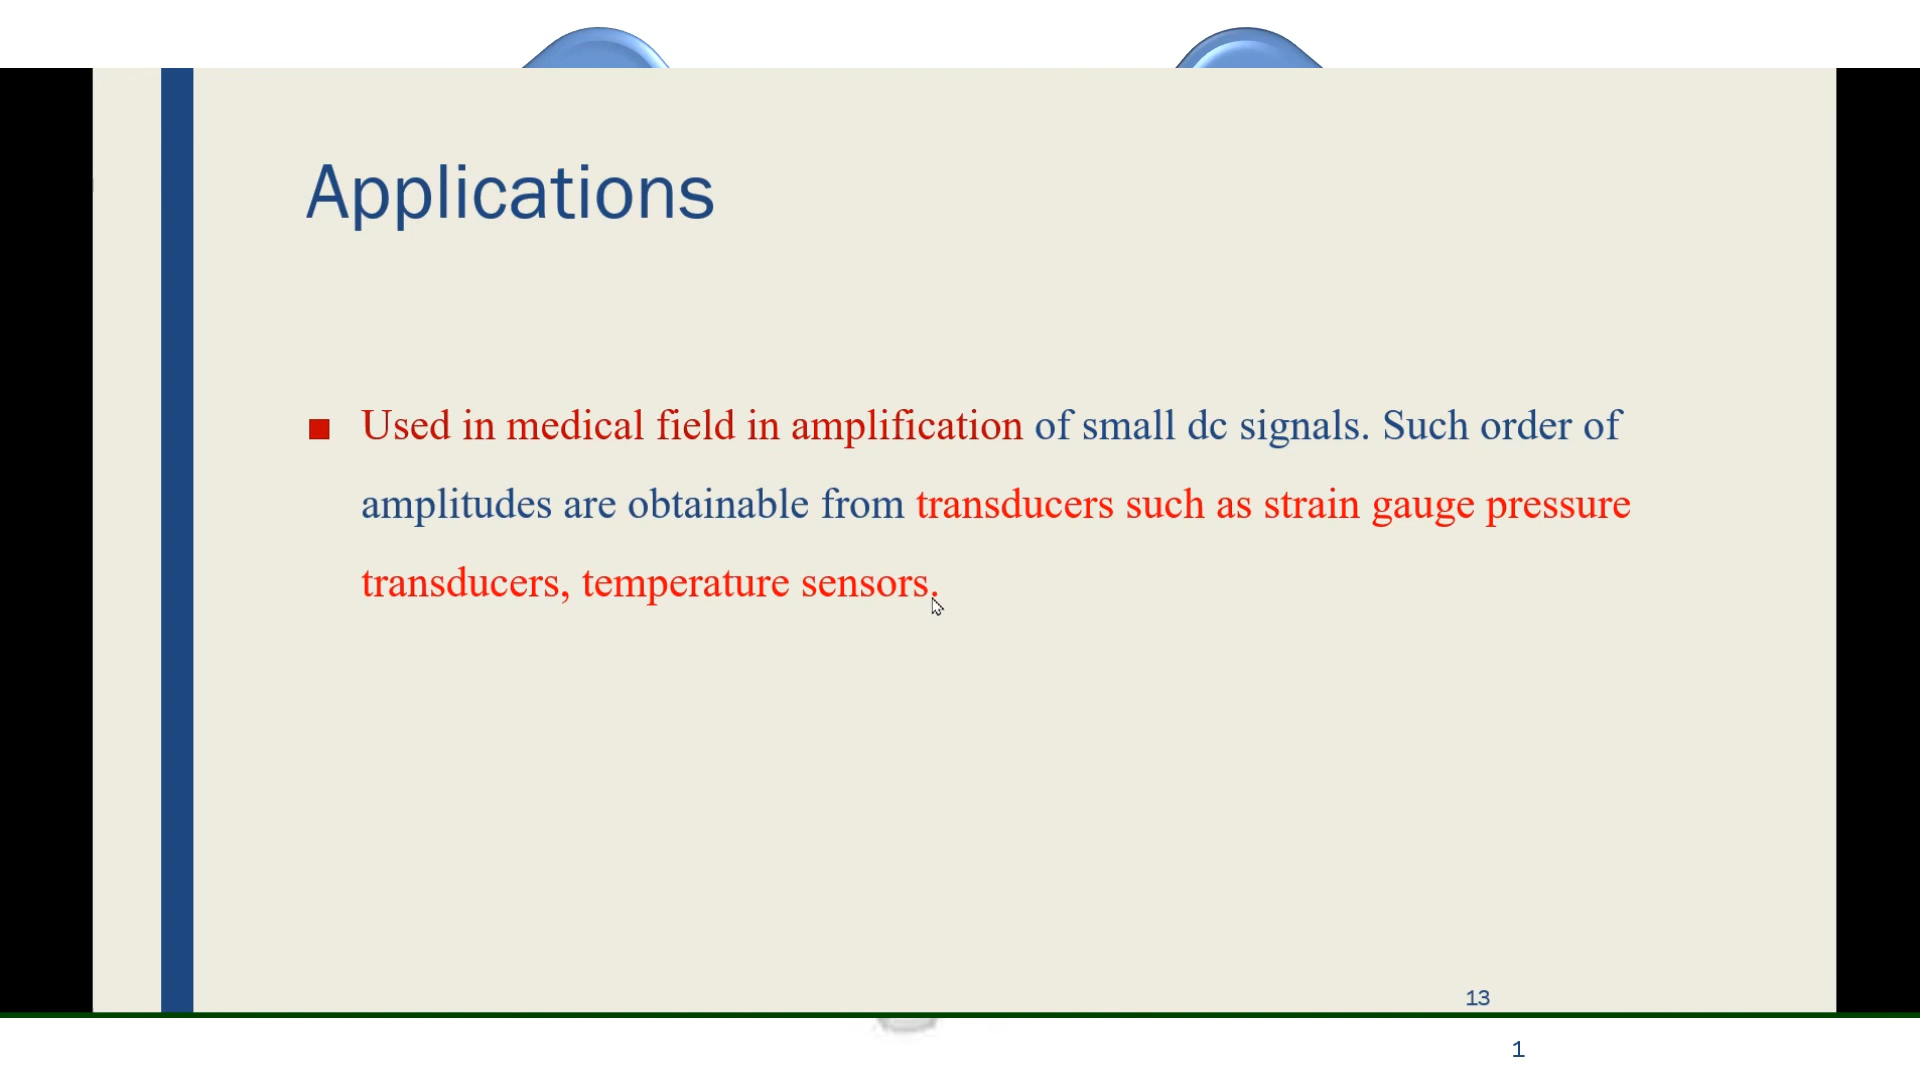 Applications
■ Used in medical field in amplification of small dc signals. Such order of
amplitudes are obtainable from transducers such as strain gauge pressure
transducers, temperature sensors.
13
1